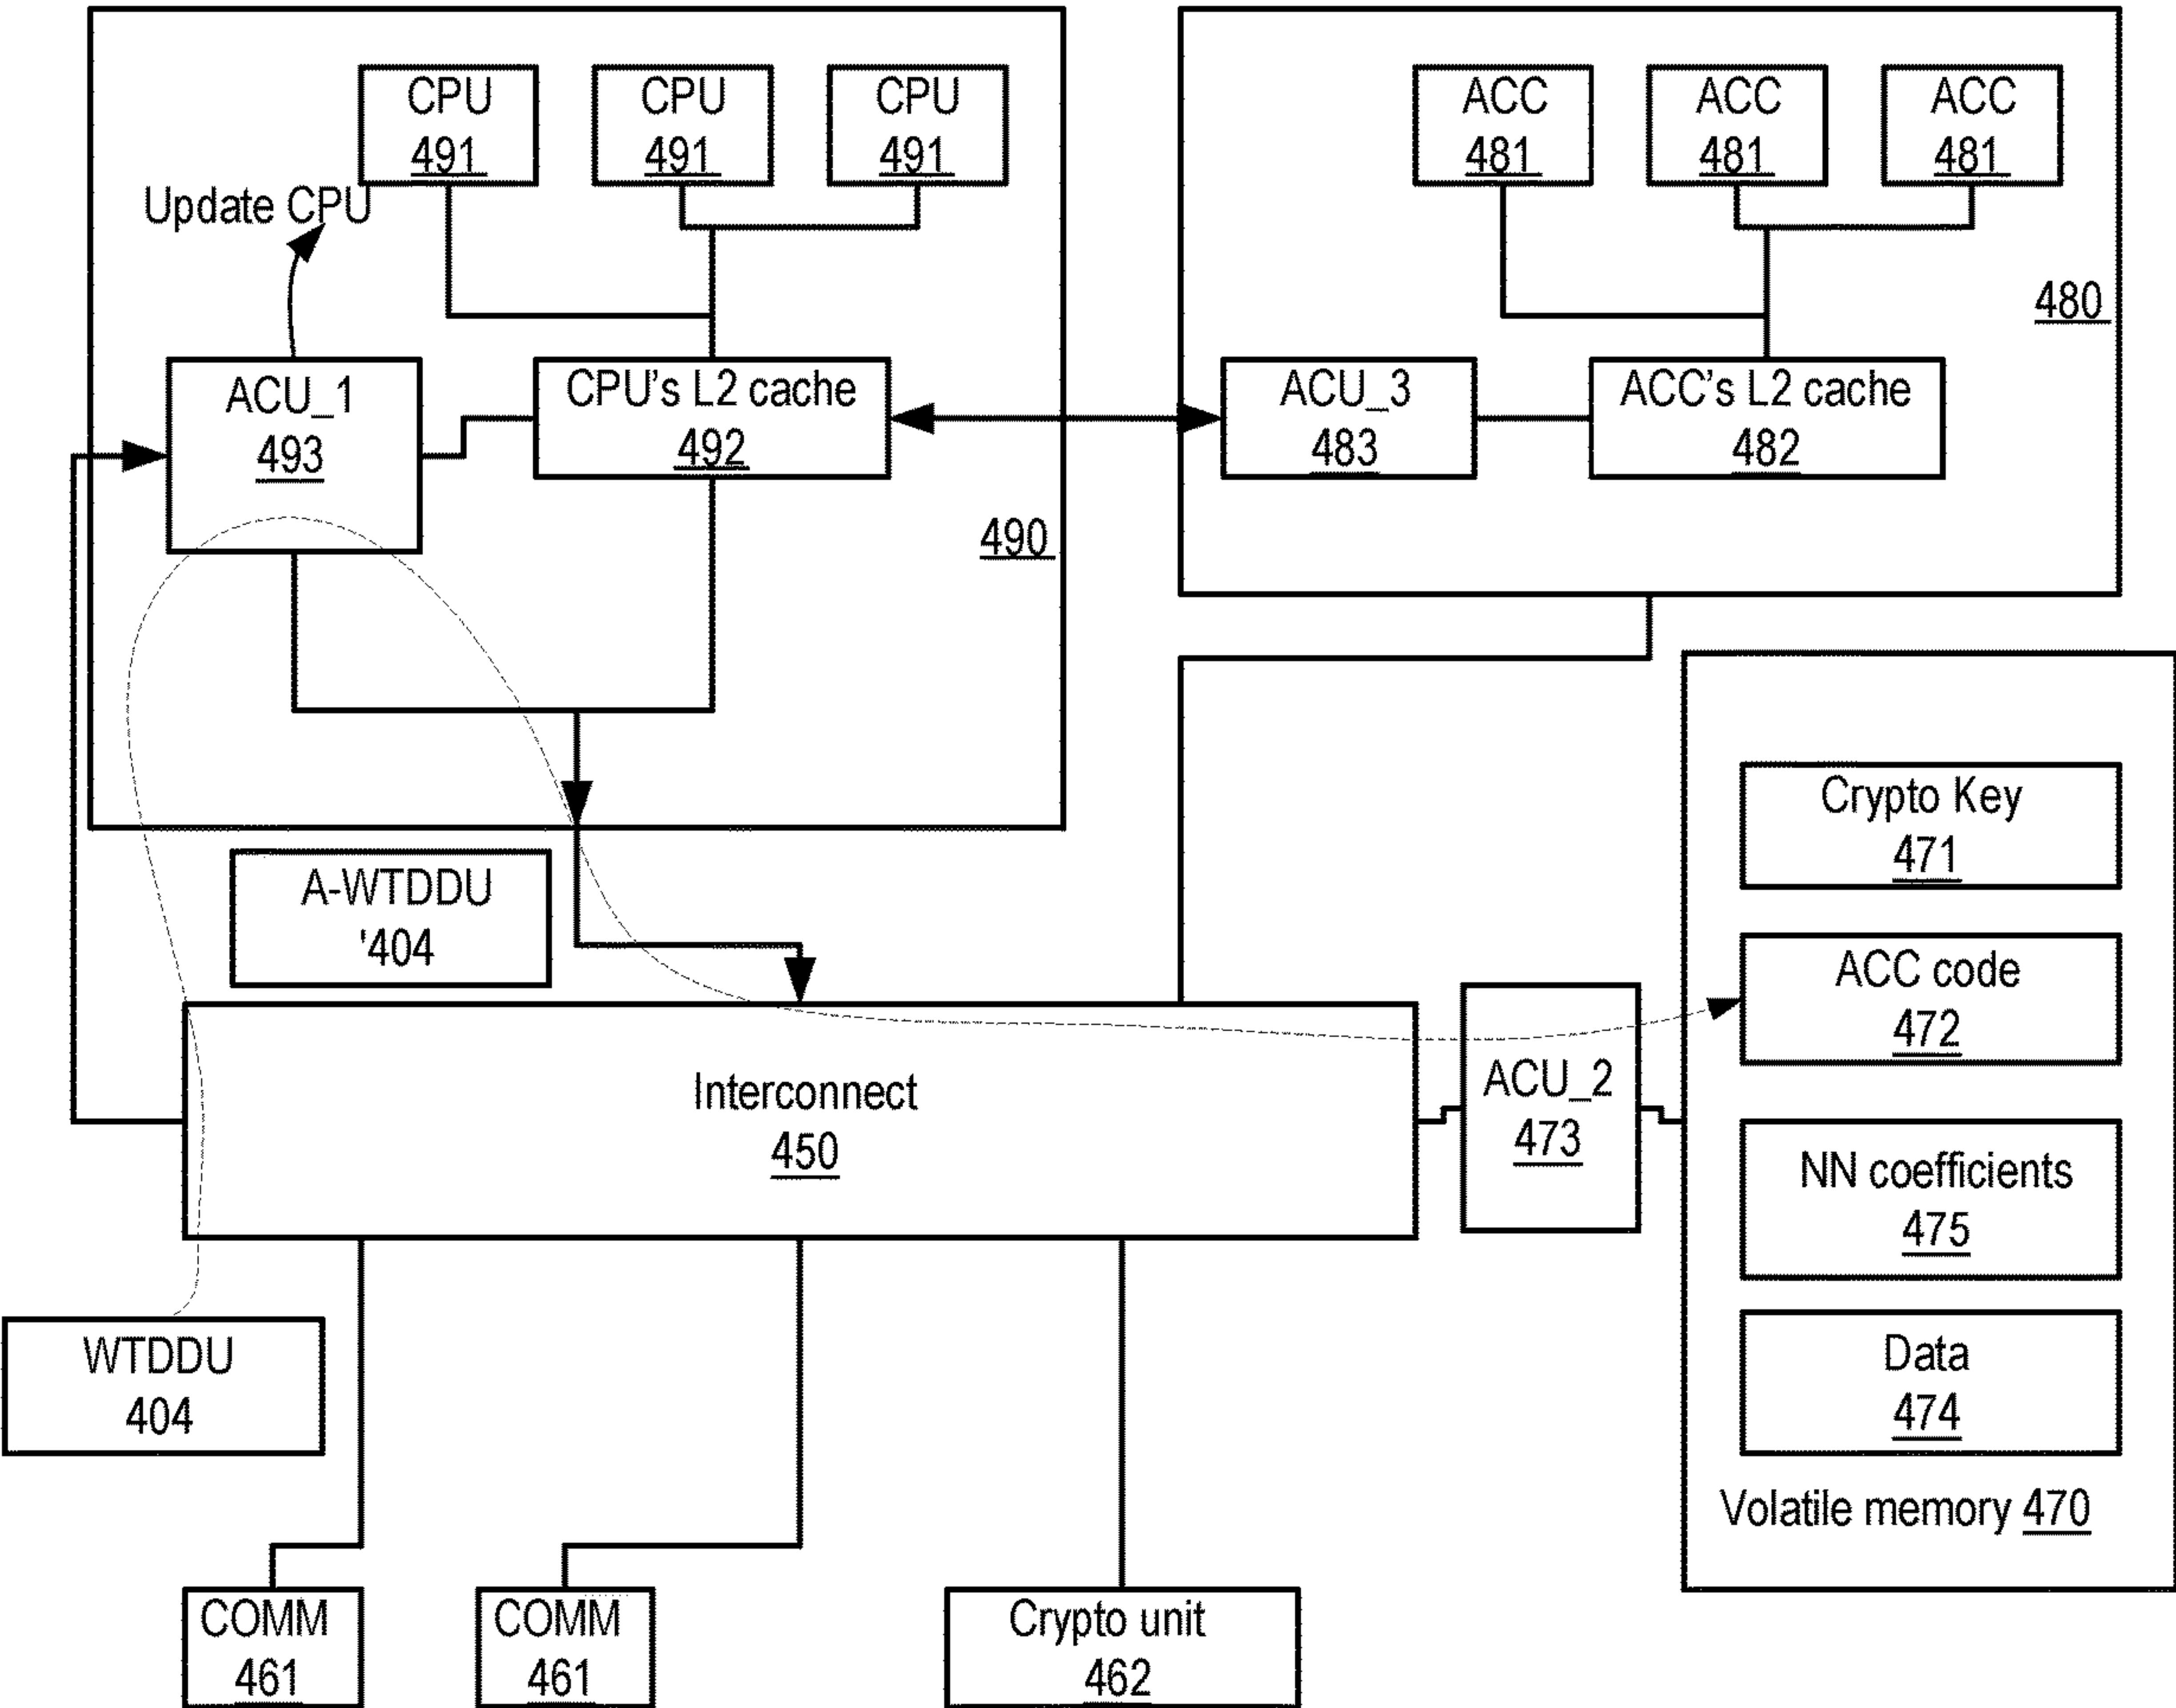 CPU
491
CPU
491
CPU
491
ACC
481
ACC
481
ACC
481
Update CPU
480
ACU_1
493
CPU's L2 cache
492
ACU_3
483
ACC's L2 cache
482
490
Crypto Key
471
A-WTDDU
'404
ACC code
472
Interconnect
450
ACU_2
473
NN coefficients
475
WTDDU
404
Data
474
Volatile memory 470
COMM
461
COMM
461
Crypto unit
462